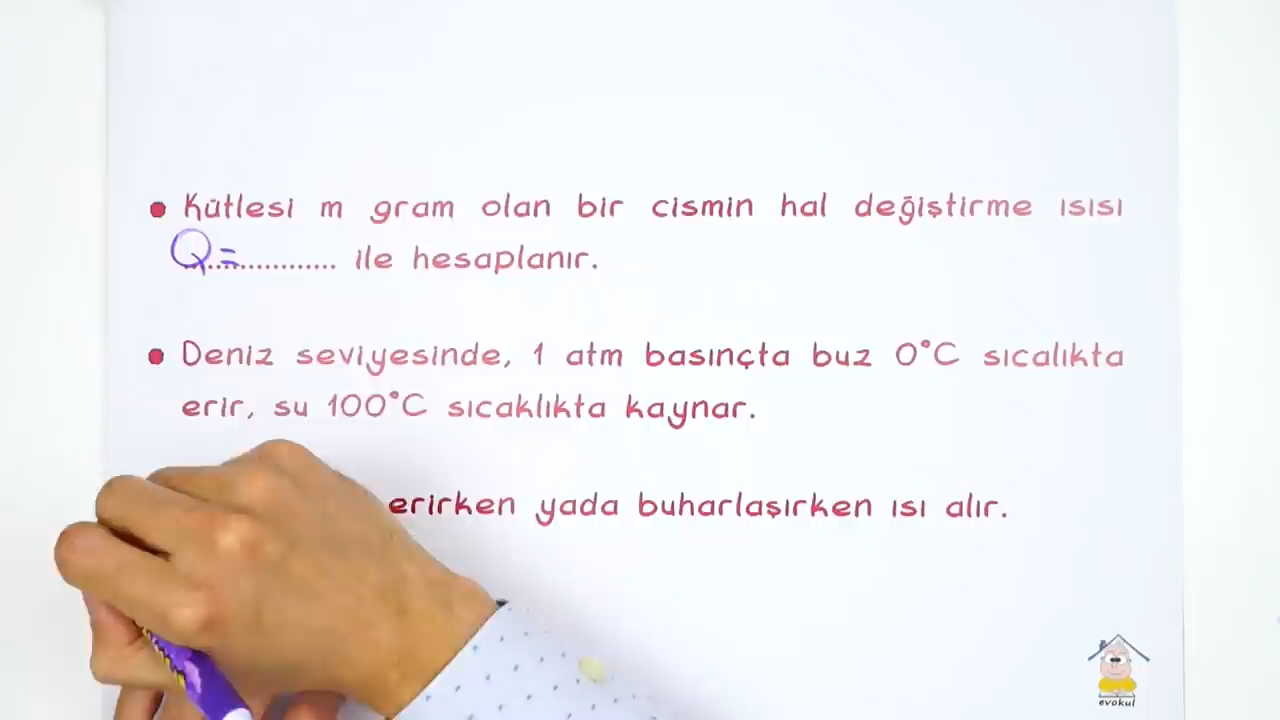 Kütlesi m gram olan bir cismin hal değiştirme ısısı
Q=............... ile hesaplanır.
Deniz seviyesinde, 1 atm basınçta buz 0°C sıcalıkta
erir, su 100°C sıcaklıkta kaynar.
erirken yada buharlaşırken ısı alır.
evokul